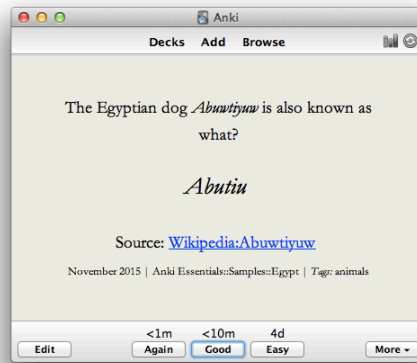 Anki
Decks Add Browse
The Egyptian dog Abuwtiyuw is also known as
what?
Abutiu
Source: Wikipedia:Abuwtiyuw
November 2015 | Anki Essentials::Samples::Egypt | Tags: animals
<1m <10m 4d
Edit Again Good Easy More